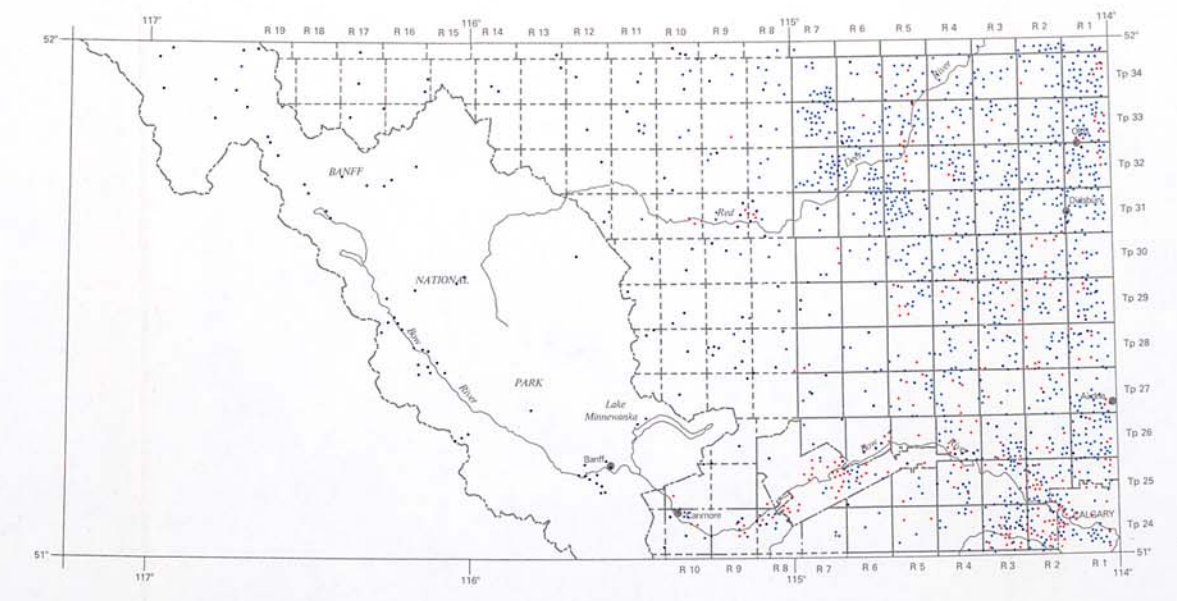 117° 116° 115° 114°
R 19 R 18 R 17 R 16 R 15 R 14 R 13 R 12 R 11 R 10 R 9 R 8 R 7 R 6 R 5 R 4 R 3 R 2 R 1
52° 52°
River Tp 34
Tp 33
Olds
Deer Tp 32
BANFF
Didsbury
Red Tp 31
Tp 30
NATIONAL
Tp 29
Bow
Tp 28
PARK
River Tp 27
Airdrie
Lake
Minnewanka
Tp 26
Bow
Banff
Tp 25
Canmore CALGARY
Tp 24
51° 51°
R 10 R 9 R 8 R 7 R 6 R 5 R 4 R 3 R 2 R 1
117° 116° 115° 114°